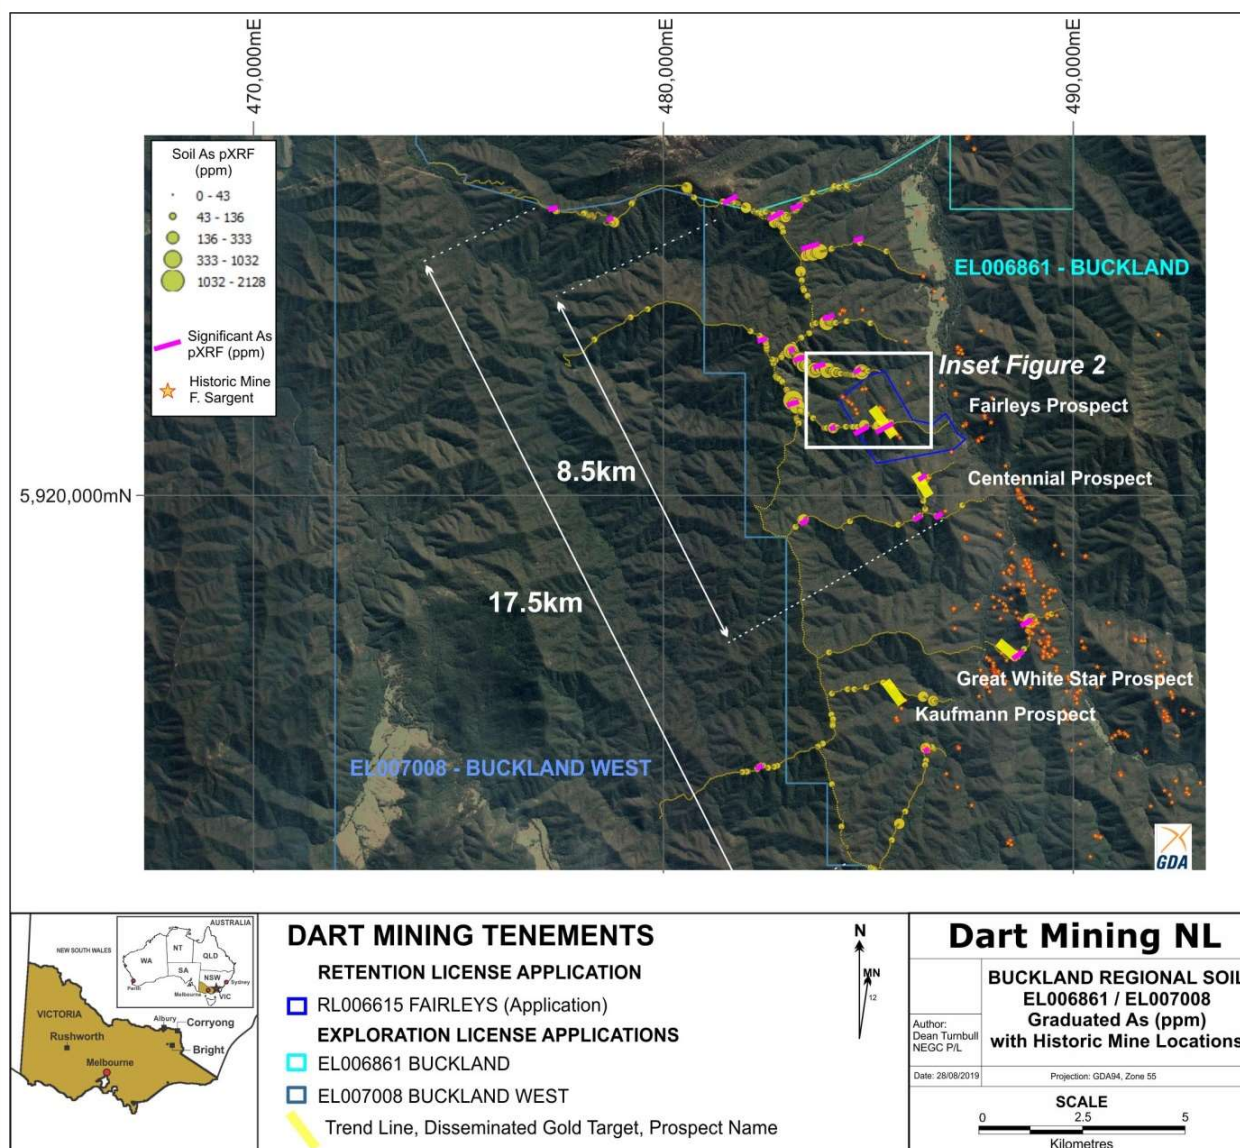 470,000mE
480,000mE
490,000mE
Soil As pXRF
(ppm)
0 - 43
43 - 136
136 - 333
333 - 1032
1032 - 2128
Significant As
pXRF (ppm)
Historic Mine
F. Sargent
EL006861 - BUCKLAND
Inset Figure 2
Fairleys Prospect
Centennial Prospect
5,920,000mN
8.5km
17.5km
Great White Star Prospect
Kaufmann Prospect
EL007008 - BUCKLAND WEST
GDA
AUSTRALIA
NEW SOUTH WALES
WA
NT
QLD
SA
NSW
Perth
Sydney
Melbourne
VIC
VICTORIA
Albury
Corryong
Rushworth
Bright
Melbourne
DART MINING TENEMENTS
RETENTION LICENSE APPLICATION
RL006615 FAIRLEYS (Application)
EXPLORATION LICENSE APPLICATIONS
EL006861 BUCKLAND
EL007008 BUCKLAND WEST
Trend Line, Disseminated Gold Target, Prospect Name
N
MN
12
Dart Mining NL
BUCKLAND REGIONAL SOIL
EL006861 / EL007008
Graduated As (ppm)
with Historic Mine Locations
Author:
Dean Turnbull
NEGC P/L
Date: 28/08/2019
Projection: GDA94, Zone 55
SCALE
0 2.5 5
Kilometres